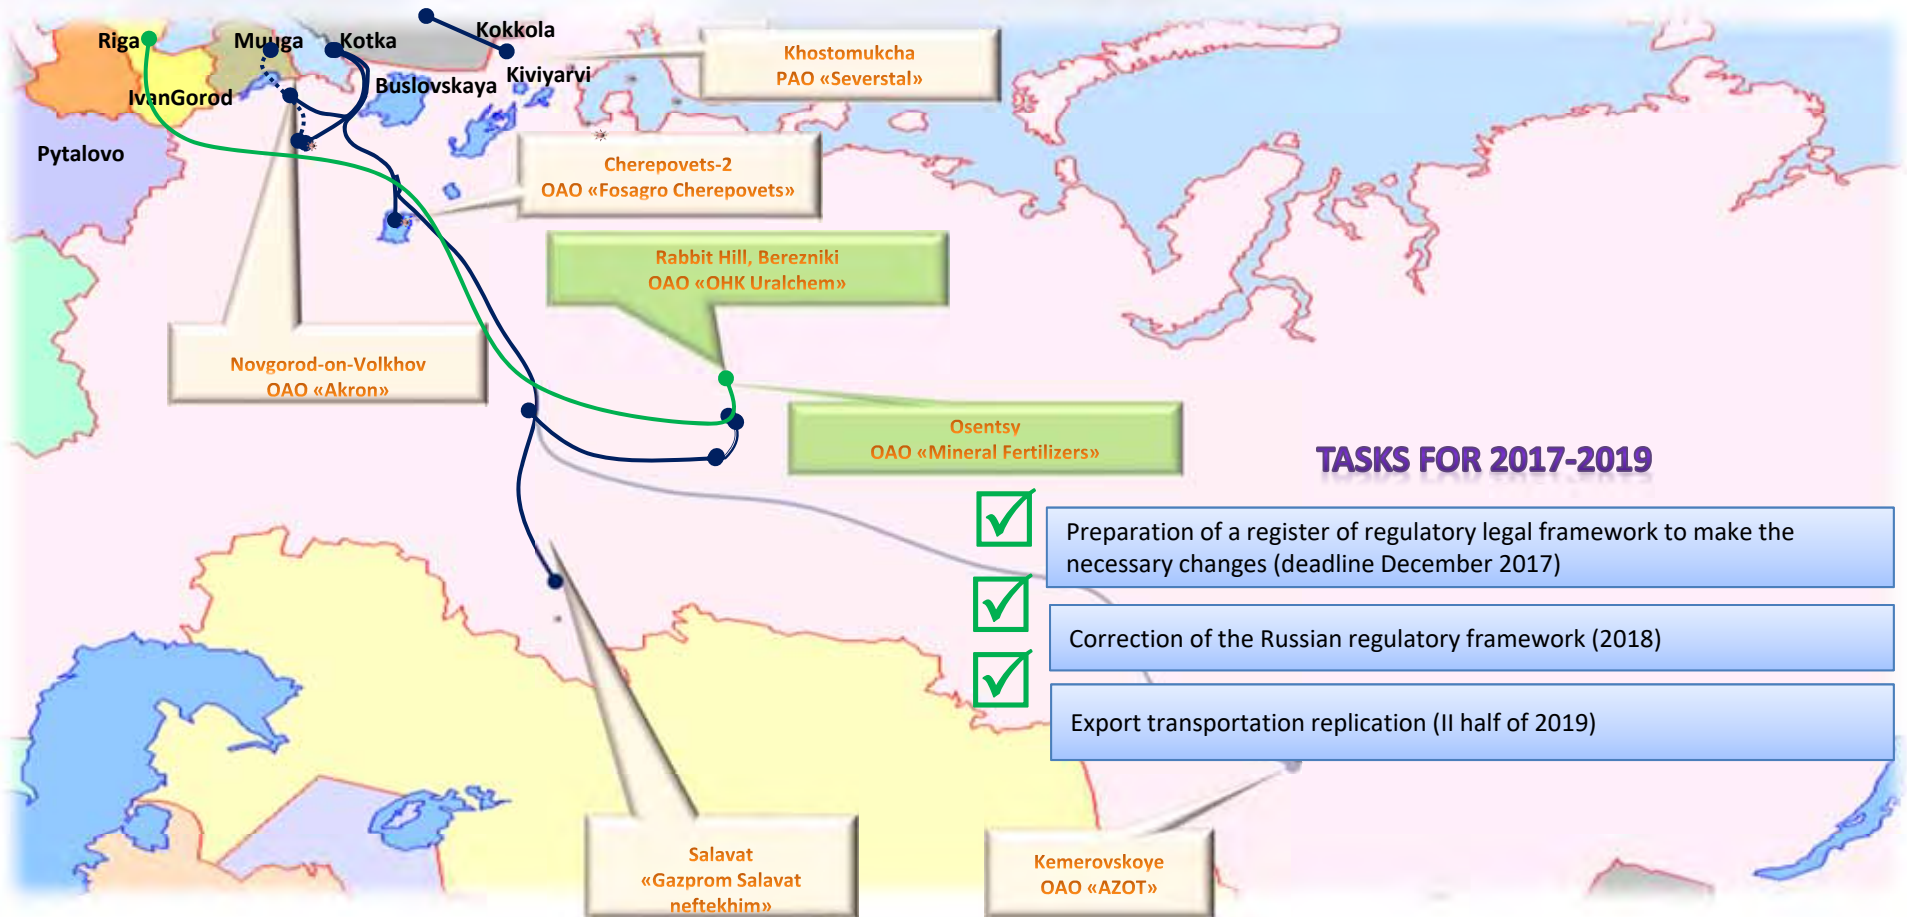 Riga
Muuga
Kotka
Kokkola
Kiviyarvi
Buslovskaya
IvanGorod
Pytalovo
Khostomukcha
PAO «Severstal»
Cherepovets-2
OAO «Fosagro Cherepovets»
Rabbit Hill, Berezniki
OAO «OHK Uralchem»
Novgorod-on-Volkhov
OAO «Akron»
Osentsy
OAO «Mineral Fertilizers»
TASKS FOR 2017-2019
Preparation of a register of regulatory legal framework to make the
necessary changes (deadline December 2017)
Correction of the Russian regulatory framework (2018)
Export transportation replication (II half of 2019)
Salavat
«Gazprom Salavat
neftekhim»
Kemerovskoye
OAO «AZOT»